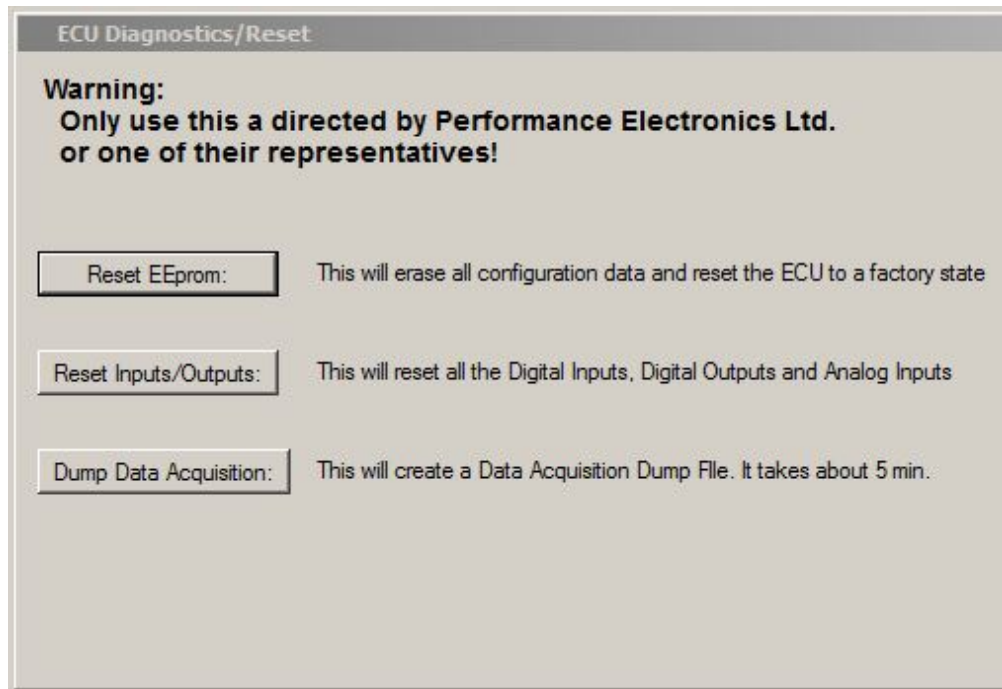 ECU Diagnostics/Reset
Warning:
Only use this a directed by Performance Electronics Ltd.
or one of their representatives!
Reset EEprom: This will erase all configuration data and reset the ECU to a factory state
Reset Inputs/Outputs: This will reset all the Digital Inputs, Digital Outputs and Analog Inputs
Dump Data Acquisition: This will create a Data Acquisition Dump FIle. It takes about 5 min.